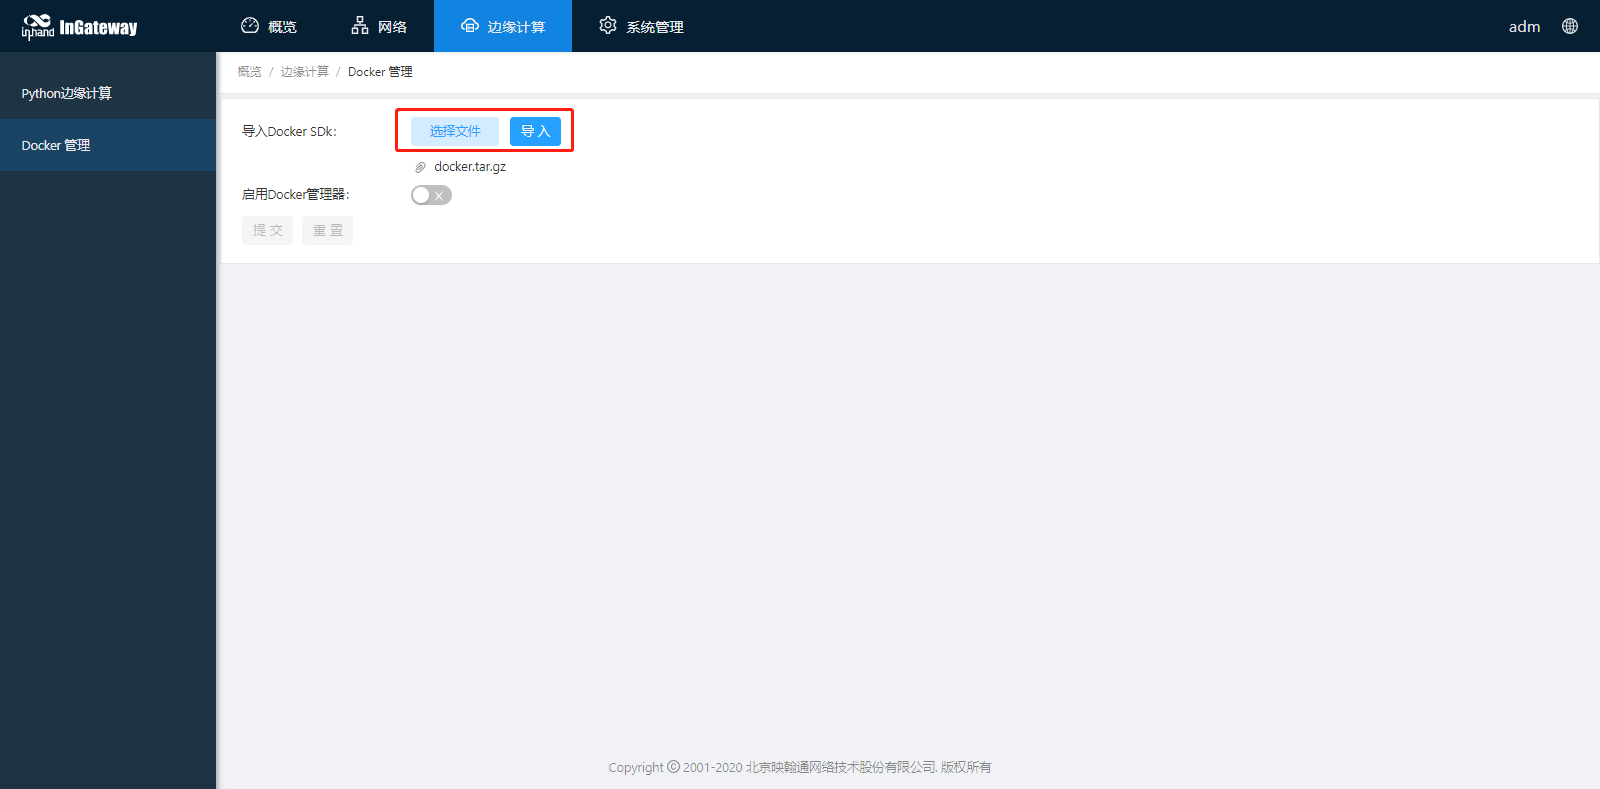 inhand InGateway 概览 网络 边缘计算 系统管理 adm
概览 / 边缘计算 / Docker 管理
Python边缘计算
Docker 管理
导入Docker SDk: 选择文件 导 入
docker.tar.gz
启用Docker管理器:
提 交 重 置
Copyright © 2001-2020 北京映翰通网络技术股份有限公司. 版权所有